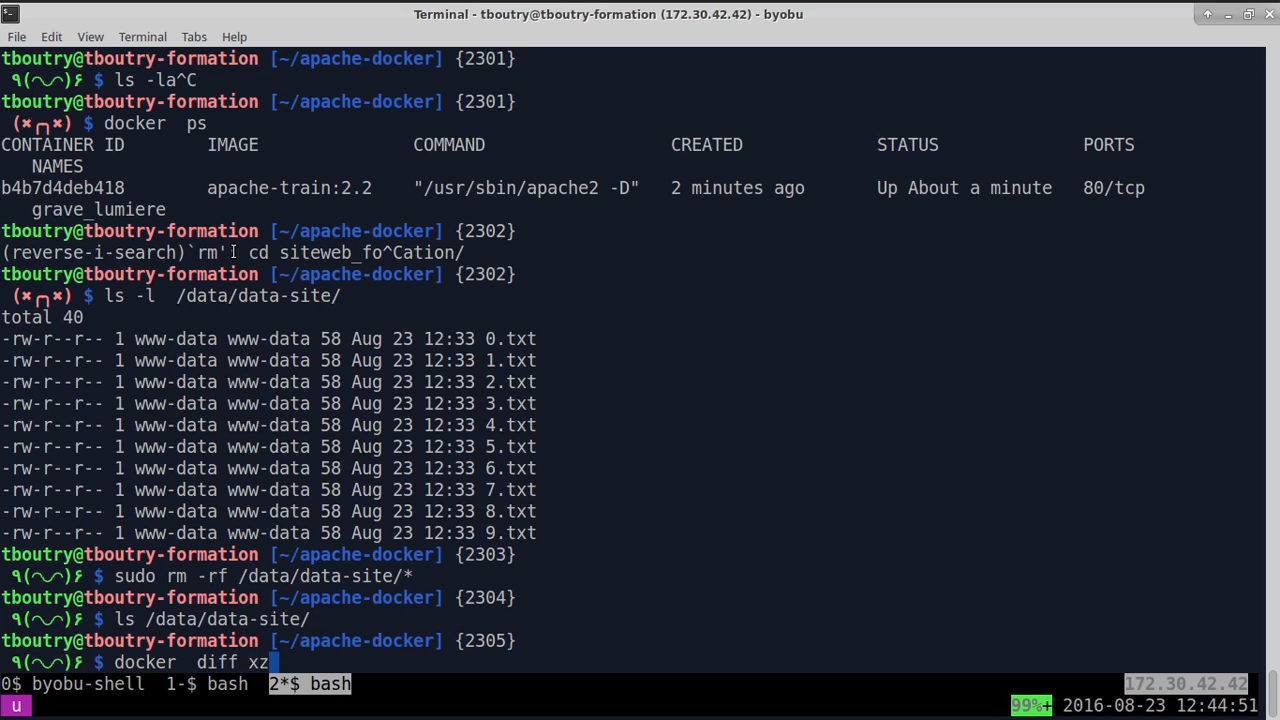 Terminal - tboutry@tboutry-formation (172.30.42.42) - byobu
File Edit View Terminal Tabs Help
tboutry@tboutry-formation [~/apache-docker] {2301}
٩(◠◡◠)۶ $ ls -la^C
tboutry@tboutry-formation [~/apache-docker] {2301}
(✖╭╮✖) $ docker  ps
CONTAINER ID        IMAGE               COMMAND                  CREATED             STATUS              PORTS
   NAMES
b4b7d4deb418        apache-train:2.2    "/usr/sbin/apache2 -D"   2 minutes ago       Up About a minute   80/tcp
   grave_lumiere
tboutry@tboutry-formation [~/apache-docker] {2302}
(reverse-i-search)`rm': cd siteweb_fo^Cation/
tboutry@tboutry-formation [~/apache-docker] {2302}
(✖╭╮✖) $ ls -l  /data/data-site/
total 40
-rw-r--r-- 1 www-data www-data 58 Aug 23 12:33 0.txt
-rw-r--r-- 1 www-data www-data 58 Aug 23 12:33 1.txt
-rw-r--r-- 1 www-data www-data 58 Aug 23 12:33 2.txt
-rw-r--r-- 1 www-data www-data 58 Aug 23 12:33 3.txt
-rw-r--r-- 1 www-data www-data 58 Aug 23 12:33 4.txt
-rw-r--r-- 1 www-data www-data 58 Aug 23 12:33 5.txt
-rw-r--r-- 1 www-data www-data 58 Aug 23 12:33 6.txt
-rw-r--r-- 1 www-data www-data 58 Aug 23 12:33 7.txt
-rw-r--r-- 1 www-data www-data 58 Aug 23 12:33 8.txt
-rw-r--r-- 1 www-data www-data 58 Aug 23 12:33 9.txt
tboutry@tboutry-formation [~/apache-docker] {2303}
٩(◠◡◠)۶ $ sudo rm -rf /data/data-site/*
tboutry@tboutry-formation [~/apache-docker] {2304}
٩(◠◡◠)۶ $ ls /data/data-site/
tboutry@tboutry-formation [~/apache-docker] {2305}
٩(◠◡◠)۶ $ docker  diff xz
0$ byobu-shell  1-$ bash  2*$ bash 172.30.42.42
u 99%+ 2016-08-23 12:44:51